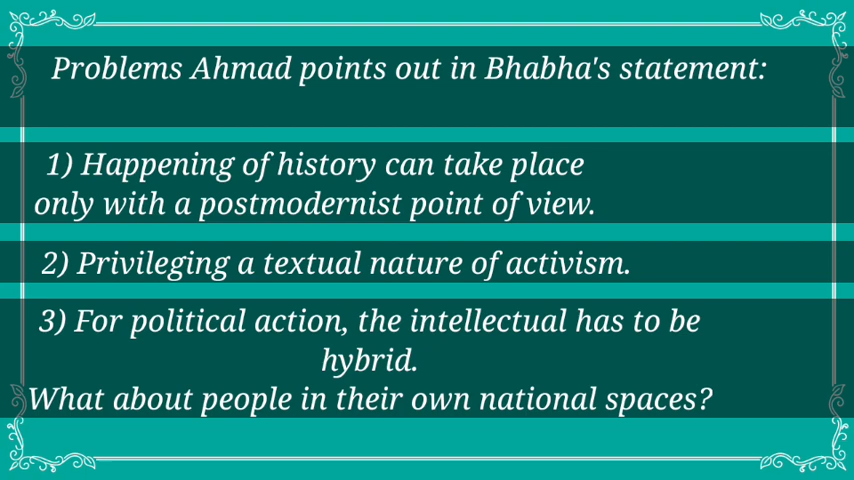 Problems Ahmad points out in Bhabha's statement:
1) Happening of history can take place
only with a postmodernist point of view.
2) Privileging a textual nature of activism.
3) For political action, the intellectual has to be
hybrid.
What about people in their own national spaces?